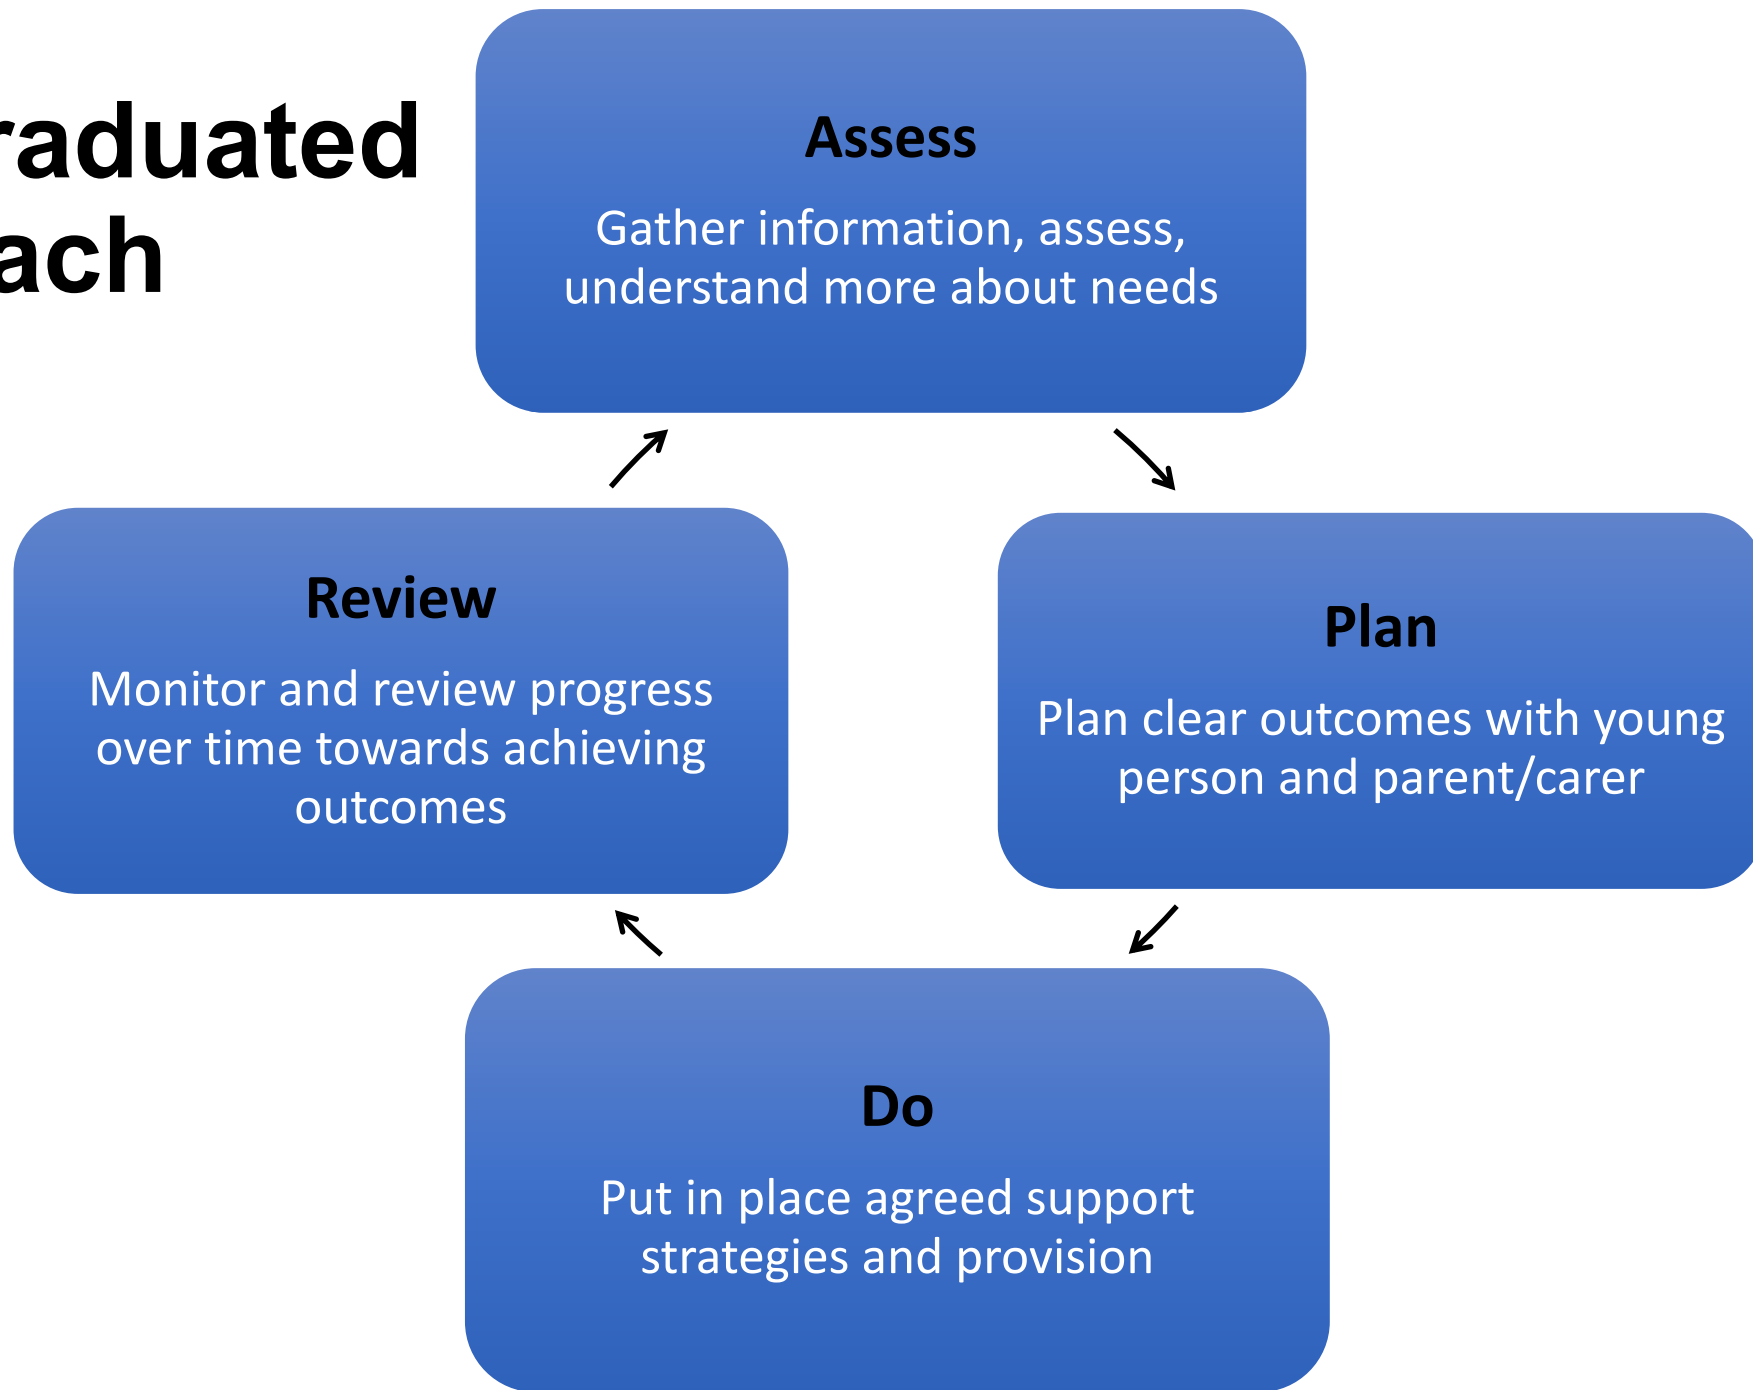 raduated
ach
Assess
Gather information, assess,
understand more about needs
Plan
Plan clear outcomes with young
person and parent/carer
Do
Put in place agreed support
strategies and provision
Review
Monitor and review progress
over time towards achieving
outcomes